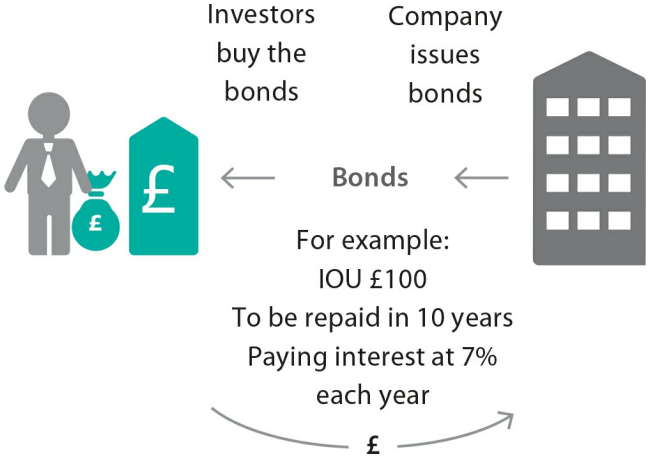 Investors
buy the
bonds
Company
issues
bonds
£
£
Bonds
For example:
IOU £100
To be repaid in 10 years
Paying interest at 7%
each year
£